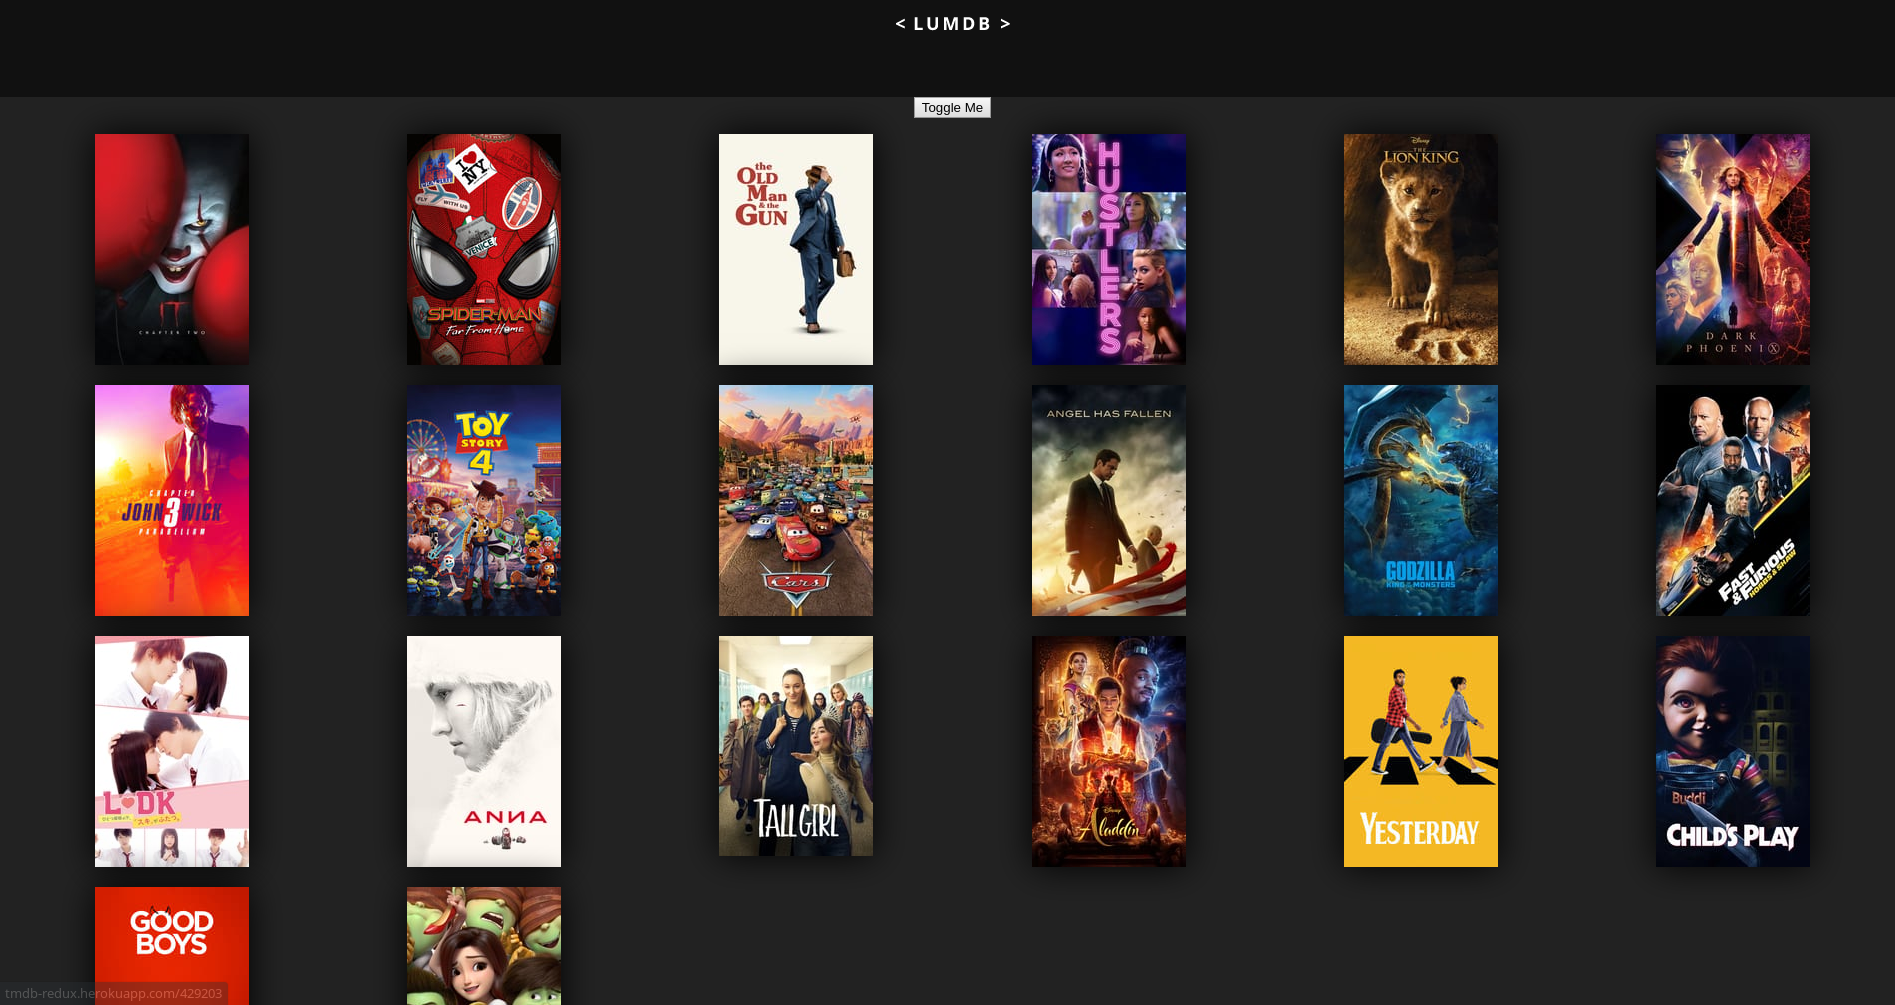 < LUMDB >
Toggle Me
CHAPTER TWO
I ♥ NY
FLY WITH US
VENICE
SPIDER-MAN
Far From Home
the
OLD
Man
& the
GUN
HUSTLERS
Disney
THE
LION KING
DARK
PHOENIX
CHAPTER
JOHN 3 WICK
PARABELLUM
TOY
STORY
4
Cars
ANGEL HAS FALLEN
GODZILLA
KING OF THE MONSTERS
FAST
& FURIOUS
HOBBS & SHAW
L♥DK
ANNA
TALL GIRL
Disney
Aladdin
YESTERDAY
Buddi
CHILD'S PLAY
GOOD
BOYS
tmdb-redux.herokuapp.com/429203